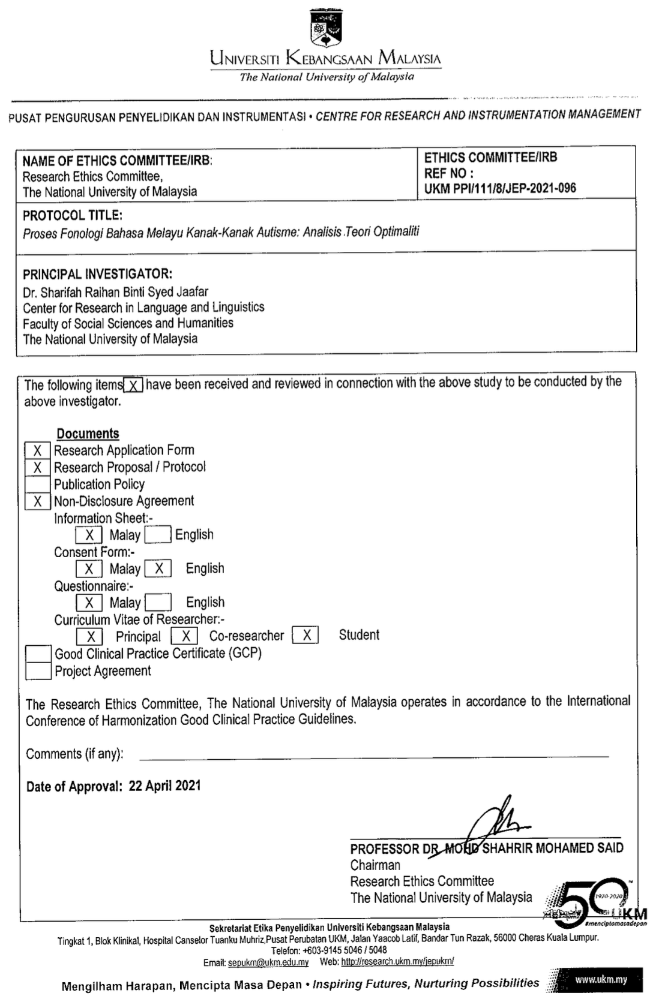 UNIVERSITI KEBANGSAAN MALAYSIA
The National University of Malaysia
PUSAT PENGURUSAN PENYELIDIKAN DAN INSTRUMENTASI • CENTRE FOR RESEARCH AND INSTRUMENTATION MANAGEMENT
NAME OF ETHICS COMMITTEE/IRB:
Research Ethics Committee,
The National University of Malaysia
ETHICS COMMITTEE/IRB
REF NO :
UKM PPI/111/8/JEP-2021-096
PROTOCOL TITLE:
Proses Fonologi Bahasa Melayu Kanak-Kanak Autisme: Analisis Teori Optimaliti
PRINCIPAL INVESTIGATOR:
Dr. Sharifah Raihan Binti Syed Jaafar
Center for Research in Language and Linguistics
Faculty of Social Sciences and Humanities
The National University of Malaysia
The following items X have been received and reviewed in connection with the above study to be conducted by the
above investigator.
Documents
X Research Application Form
X Research Proposal / Protocol
Publication Policy
X Non-Disclosure Agreement
Information Sheet:-
X Malay English
Consent Form:-
X Malay X English
Questionnaire:-
X Malay English
Curriculum Vitae of Researcher:-
X Principal X Co-researcher X Student
Good Clinical Practice Certificate (GCP)
Project Agreement
The Research Ethics Committee, The National University of Malaysia operates in accordance to the International
Conference of Harmonization Good Clinical Practice Guidelines.
Comments (if any):
Date of Approval: 22 April 2021
PROFESSOR DR. MOHD SHAHRIR MOHAMED SAID
Chairman
Research Ethics Committee
The National University of Malaysia
50 ™
1970-2020
UKM
#menciptamasadepan
Sekretariat Etika Penyelidikan Universiti Kebangsaan Malaysia
Tingkat 1, Blok Klinikal, Hospital Canselor Tuanku Muhriz,Pusat Perubatan UKM, Jalan Yaacob Latif, Bandar Tun Razak, 56000 Cheras Kuala Lumpur.
Telefon: +603-9145 5046 / 5048
Email: sepukm@ukm.edu.my Web: http://research.ukm.my/jepukm/
Mengilham Harapan, Mencipta Masa Depan • Inspiring Futures, Nurturing Possibilities
www.ukm.my